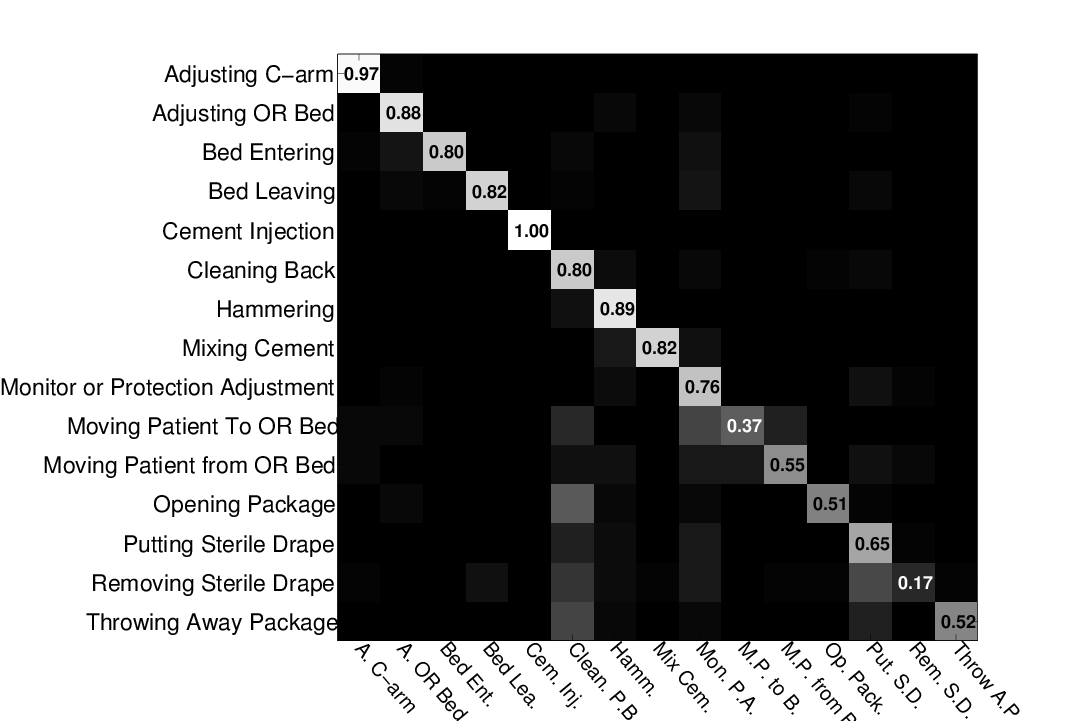 Adjusting C–arm 0.97
Adjusting OR Bed 0.88
Bed Entering 0.80
Bed Leaving 0.82
Cement Injection 1.00
Cleaning Back 0.80
Hammering 0.89
Mixing Cement 0.82
Monitor or Protection Adjustment 0.76
Moving Patient To OR Bed 0.37
Moving Patient from OR Bed 0.55
Opening Package 0.51
Putting Sterile Drape 0.65
Removing Sterile Drape 0.17
Throwing Away Package 0.52
A. C–arm
A. OR Bed
Bed Ent.
Bed Lea.
Cem. Inj.
Clean. P.B
Hamm.
Mix Cem.
Mon. P.A.
M.P. to B.
M.P. from
Op. Pack.
Put. S.D.
Rem. S.D.
Throw A.P